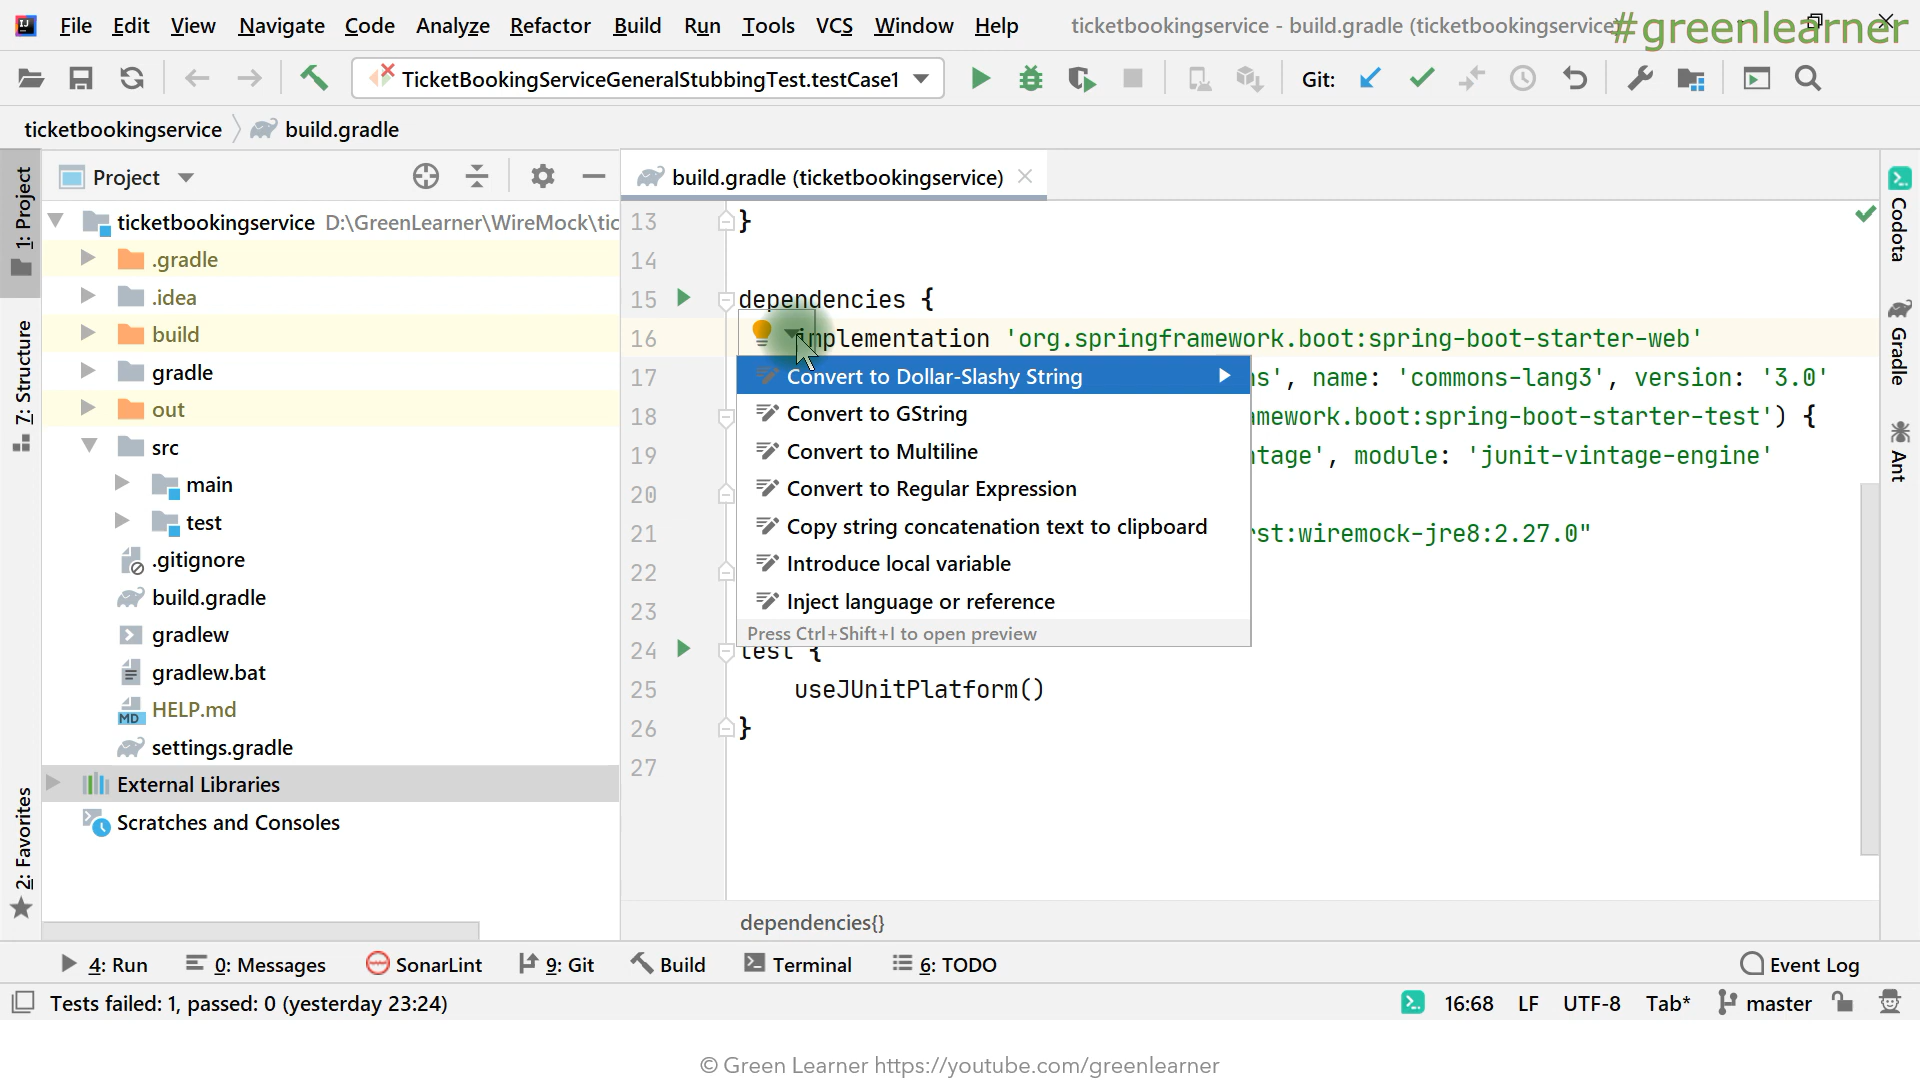 File Edit View Navigate Code Analyze Refactor Build Run Tools VCS Window Help ticketbookingservice - build.gradle (ticketbookingservice)
#greenlearner
TicketBookingServiceGeneralStubbingTest.testCase1 Git:
ticketbookingservice build.gradle
1: Project
7: Structure
2: Favorites
Project
ticketbookingservice D:\GreenLearner\WireMock\tic
.gradle
.idea
build
gradle
out
src
main
test
.gitignore
build.gradle
gradlew
gradlew.bat
MD HELP.md
settings.gradle
External Libraries
Scratches and Consoles
build.gradle (ticketbookingservice)
13 }
14
15 dependencies {
16 implementation 'org.springframework.boot:spring-boot-starter-web'
17 ns', name: 'commons-lang3', version: '3.0'
18 mework.boot:spring-boot-starter-test') {
19 ntage', module: 'junit-vintage-engine'
20
21 rst:wiremock-jre8:2.27.0"
22
23
24 test {
25 useJUnitPlatform()
26 }
27
Convert to Dollar-Slashy String
Convert to GString
Convert to Multiline
Convert to Regular Expression
Copy string concatenation text to clipboard
Introduce local variable
Inject language or reference
Press Ctrl+Shift+I to open preview
dependencies{}
Codota
Gradle
Ant
4: Run 0: Messages SonarLint 9: Git Build Terminal 6: TODO Event Log
Tests failed: 1, passed: 0 (yesterday 23:24) 16:68 LF UTF-8 Tab* master
© Green Learner https://youtube.com/greenlearner